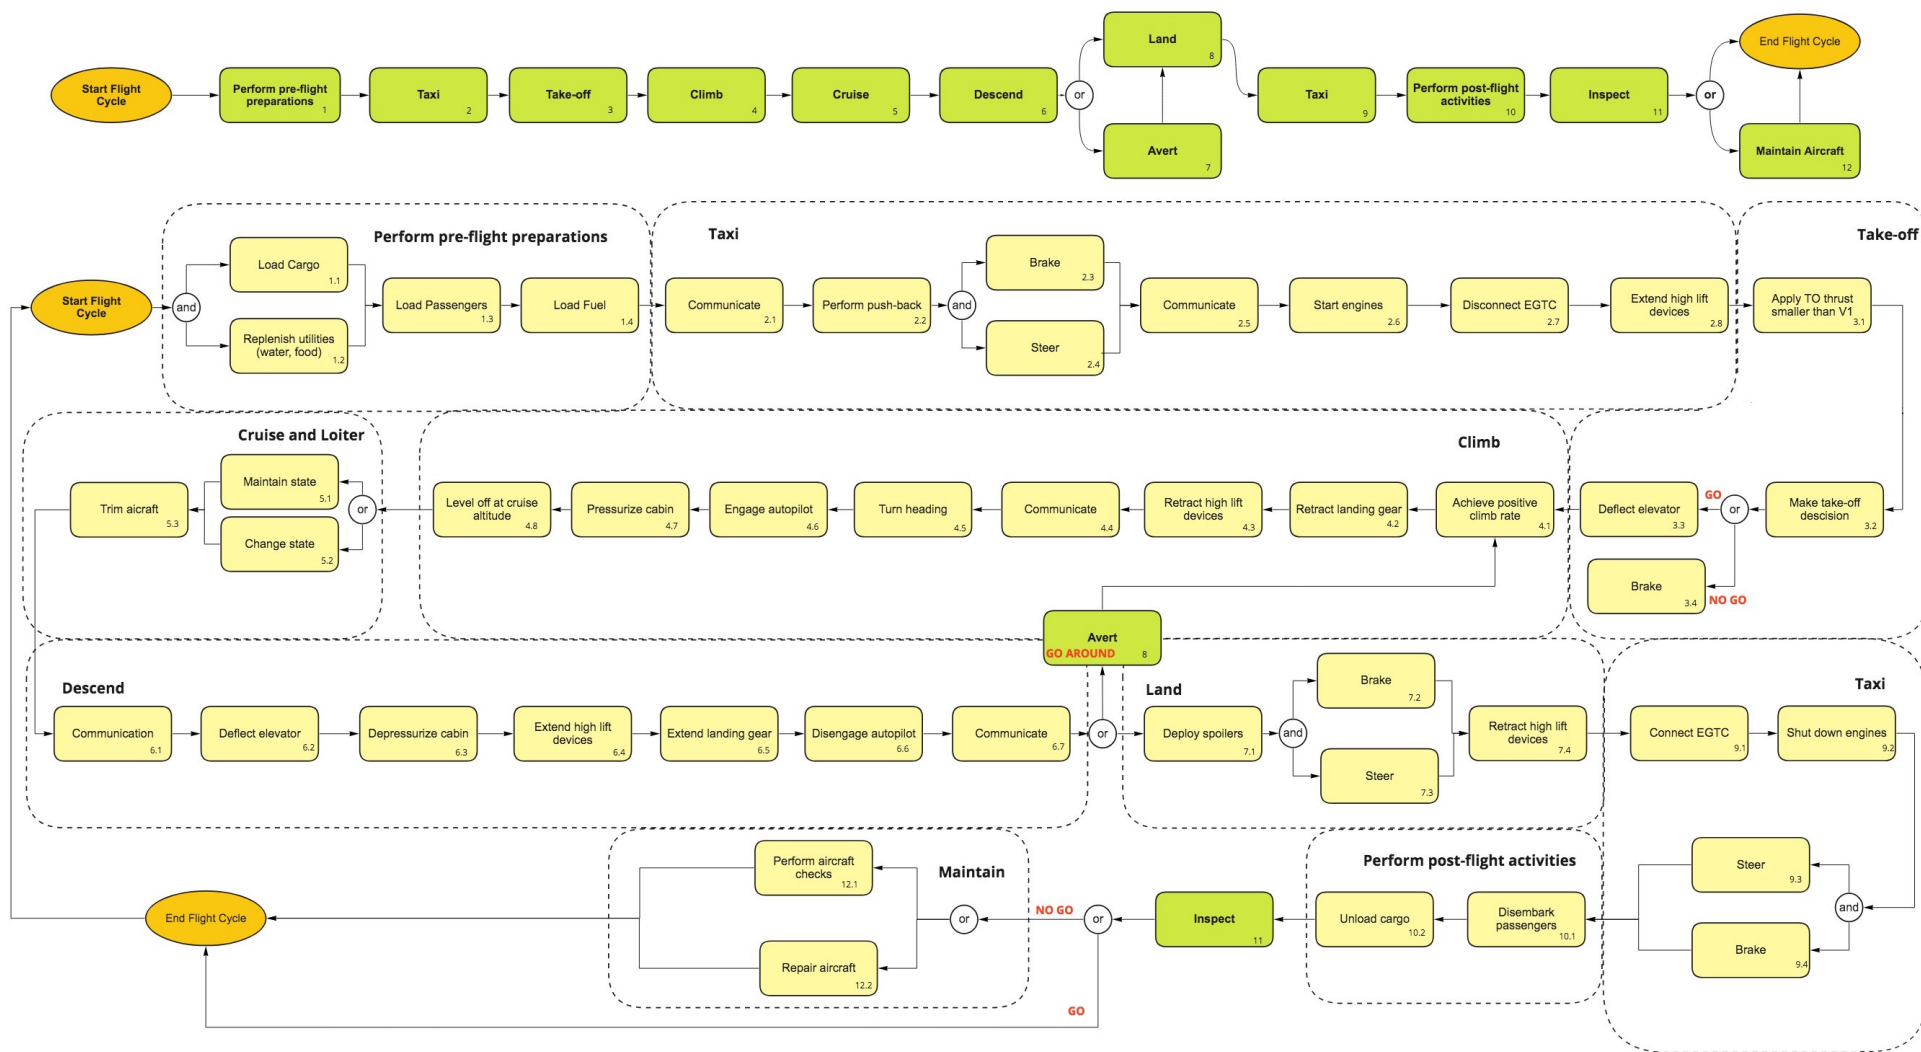 Start Flight
Cycle
Perform pre-flight
preparations
1
Taxi
2
Take-off
3
Climb
4
Cruise
5
Descend
6
or
Land
8
Avert
7
Taxi
9
Perform post-flight
activities
10
Inspect
11
or
End Flight Cycle
Maintain Aircraft
12
Perform pre-flight preparations
Start Flight
Cycle
and
Load Cargo
1.1
Replenish utilities
(water, food)
1.2
Load Passengers
1.3
Load Fuel
1.4
Taxi
Communicate
2.1
Perform push-back
2.2
and
Brake
2.3
Steer
2.4
Communicate
2.5
Start engines
2.6
Disconnect EGTC
2.7
Extend high lift
devices
2.8
Take-off
Apply TO thrust
smaller than V1
3.1
Make take-off
descision
3.2
or
GO
Deflect elevator
3.3
Brake
3.4
NO GO
Climb
Achieve positive
climb rate
4.1
Retract landing gear
4.2
Retract high lift
devices
4.3
Communicate
4.4
Turn heading
4.5
Engage autopilot
4.6
Pressurize cabin
4.7
Level off at cruise
altitude
4.8
Cruise and Loiter
or
Maintain state
5.1
Change state
5.2
Trim aicraft
5.3
Descend
Communication
6.1
Deflect elevator
6.2
Depressurize cabin
6.3
Extend high lift
devices
6.4
Extend landing gear
6.5
Disengage autopilot
6.6
Communicate
6.7
or
Avert
GO AROUND
8
Land
Deploy spoilers
7.1
and
Brake
7.2
Steer
7.3
Retract high lift
devices
7.4
Taxi
Connect EGTC
9.1
Shut down engines
9.2
and
Steer
9.3
Brake
9.4
Perform post-flight activities
Disembark
passengers
10.1
Unload cargo
10.2
Inspect
11
or
NO GO
GO
Maintain
or
Perform aircraft
checks
12.1
Repair aircraft
12.2
End Flight Cycle